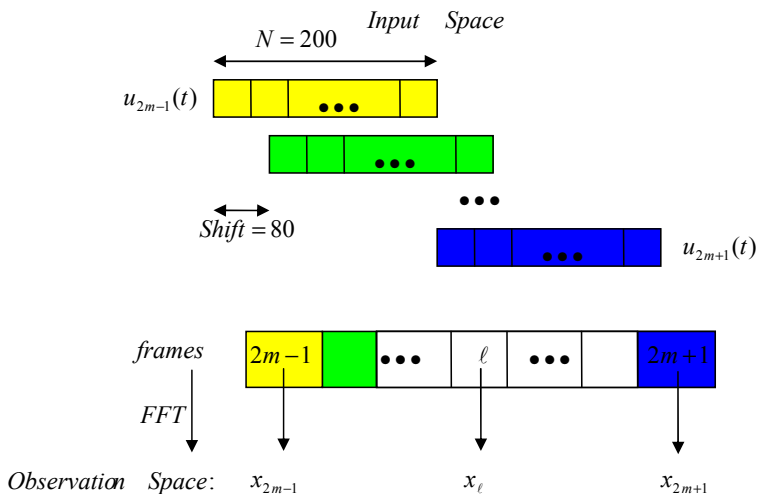 Input Space
N = 200
u_{2m−1}(t)
•••
•••
•••
Shift = 80
•••
u_{2m+1}(t)
frames
2m−1
•••
ℓ
•••
2m+1
FFT
Observation Space:
x_{2m−1}
x_ℓ
x_{2m+1}